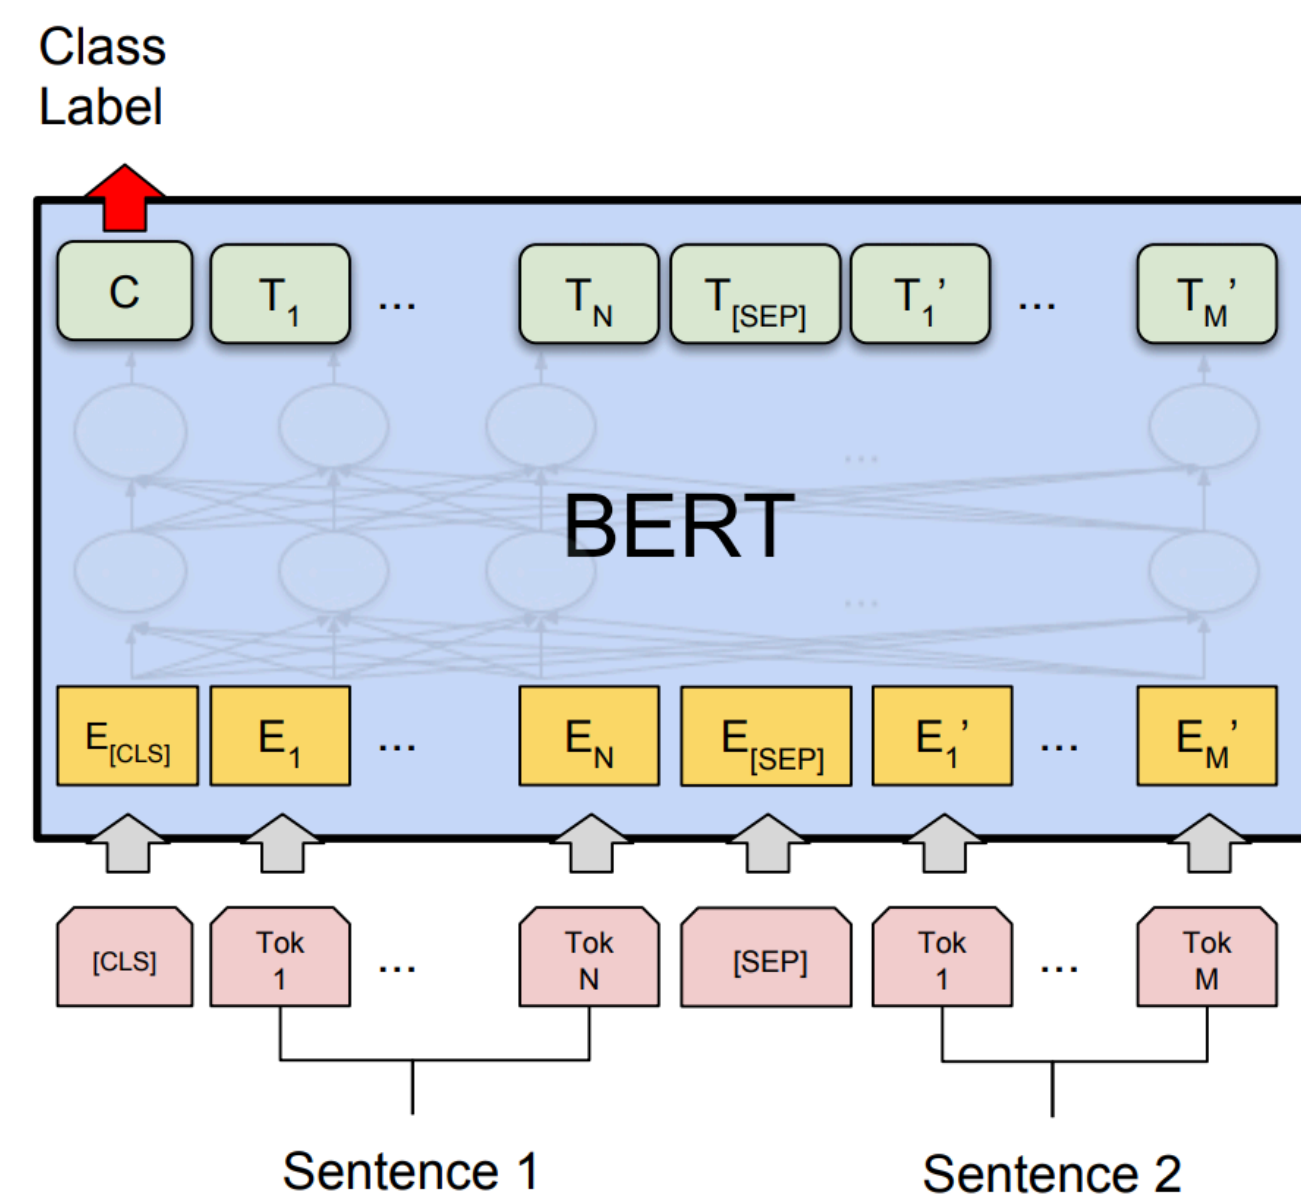 Class
Label
C T1 ... TN T[SEP] T1’ ... TM’
...
BERT
...
E[CLS] E1 ... EN E[SEP] E1’ ... EM’
[CLS] Tok 1 ... Tok N [SEP] Tok 1 ... Tok M
Sentence 1 Sentence 2